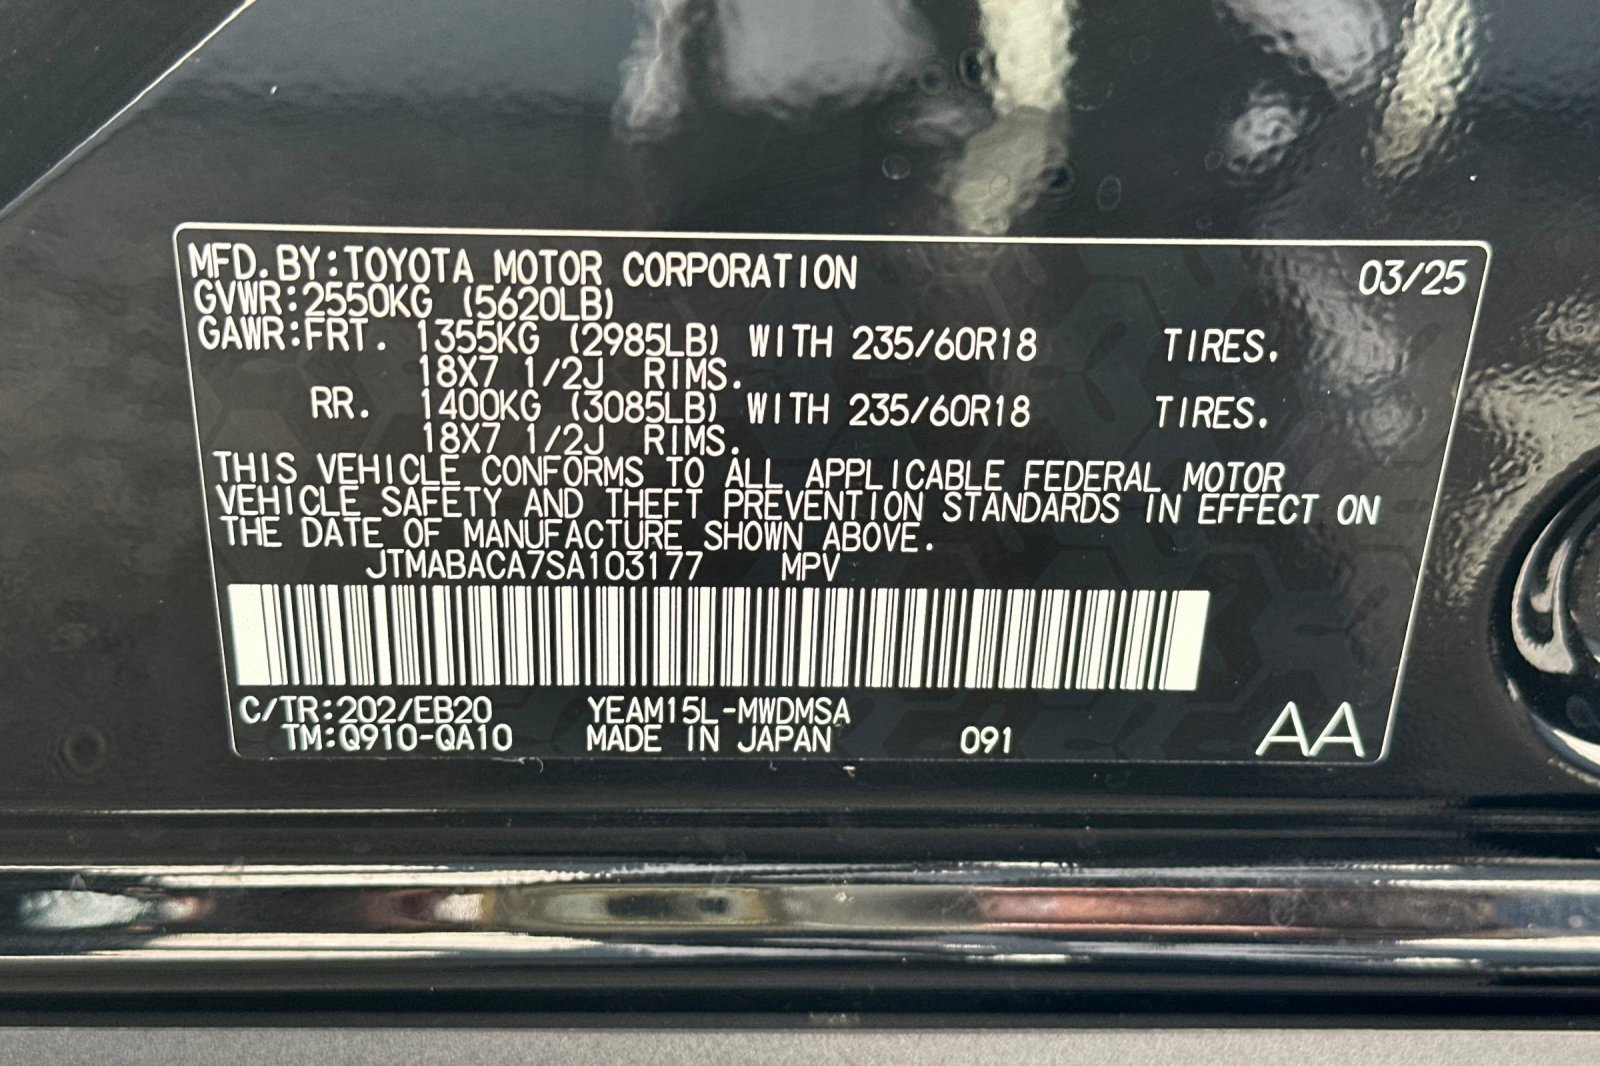 MFD.BY:TOYOTA MOTOR CORPORATION 03/25
GVWR:2550KG (5620LB)
GAWR:FRT. 1355KG (2985LB) WITH 235/60R18 TIRES.
18X7 1/2J RIMS.
RR. 1400KG (3085LB) WITH 235/60R18 TIRES.
18X7 1/2J RIMS.
THIS VEHICLE CONFORMS TO ALL APPLICABLE FEDERAL MOTOR
VEHICLE SAFETY AND THEFT PREVENTION STANDARDS IN EFFECT ON
THE DATE OF MANUFACTURE SHOWN ABOVE.
JTMABACA7SA103177 MPV
C/TR:202/EB20 YEAM15L-MWDMSA
TM:Q910-QA10 MADE IN JAPAN 091 AA